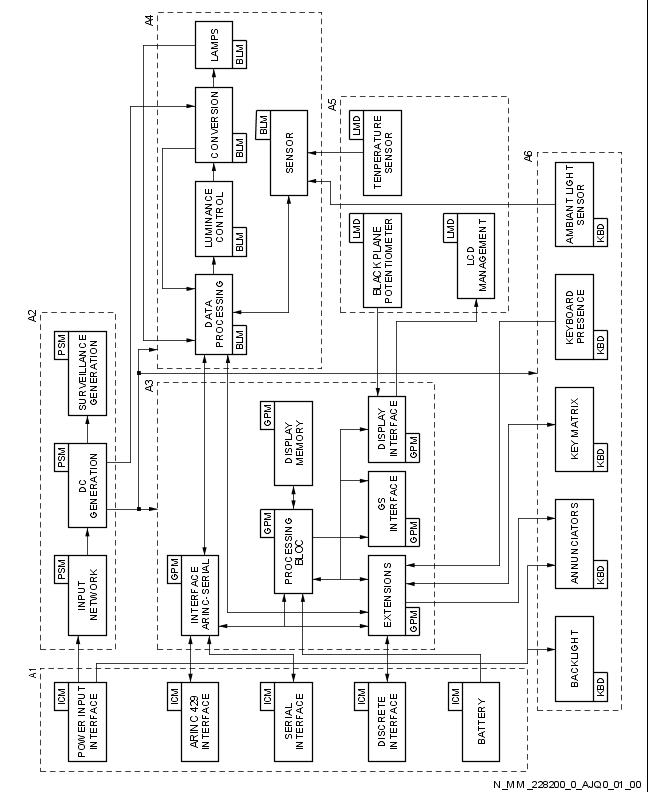 A1
ICM
POWER INPUT
INTERFACE
ICM
ARINC 429
INTERFACE
ICM
SERIAL
INTERFACE
ICM
DISCRETE
INTERFACE
ICM
BATTERY
A2
PSM
INPUT
NETWORK
PSM
DC
GENERATION
PSM
SURVEILLANCE
GENERATION
A3
GPM
INTERFACE
ARINC-SERIAL
GPM
PROCESSING
BLOC
GPM
DISPLAY
MEMORY
EXTENSIONS
GPM
GS
INTERFACE
GPM
DISPLAY
INTERFACE
GPM
A4
DATA
PROCESSING
BLM
LUMINANCE
CONTROL
BLM
CONVERSION
BLM
LAMPS
BLM
BLM
SENSOR
A5
LMD
BLACK PLANE
POTENTIOMETER
LMD
TENPERATURE
SENSOR
LMD
LCD
MANAGEMENT
A6
BACKLIGHT
KBD
ANNUNCIATORS
KBD
KEY MATRIX
KBD
KEYBOARD
PRESENCE
KBD
AMBIANT LIGHT
SENSOR
KBD
N_MM_228200_0_AJQ0_01_00